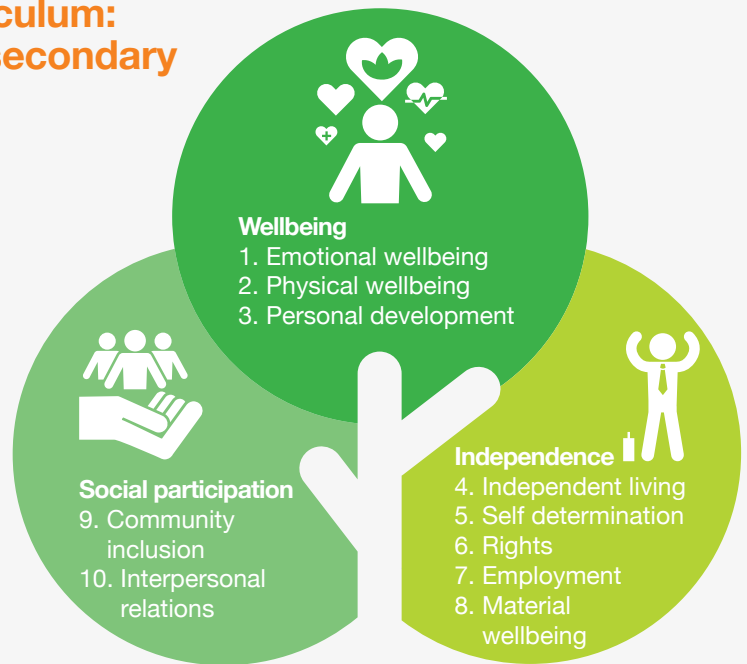 culum:
secondary
Wellbeing
1. Emotional wellbeing
2. Physical wellbeing
3. Personal development
Social participation
9. Community
inclusion
10. Interpersonal
relations
Independence
4. Independent living
5. Self determination
6. Rights
7. Employment
8. Material
wellbeing